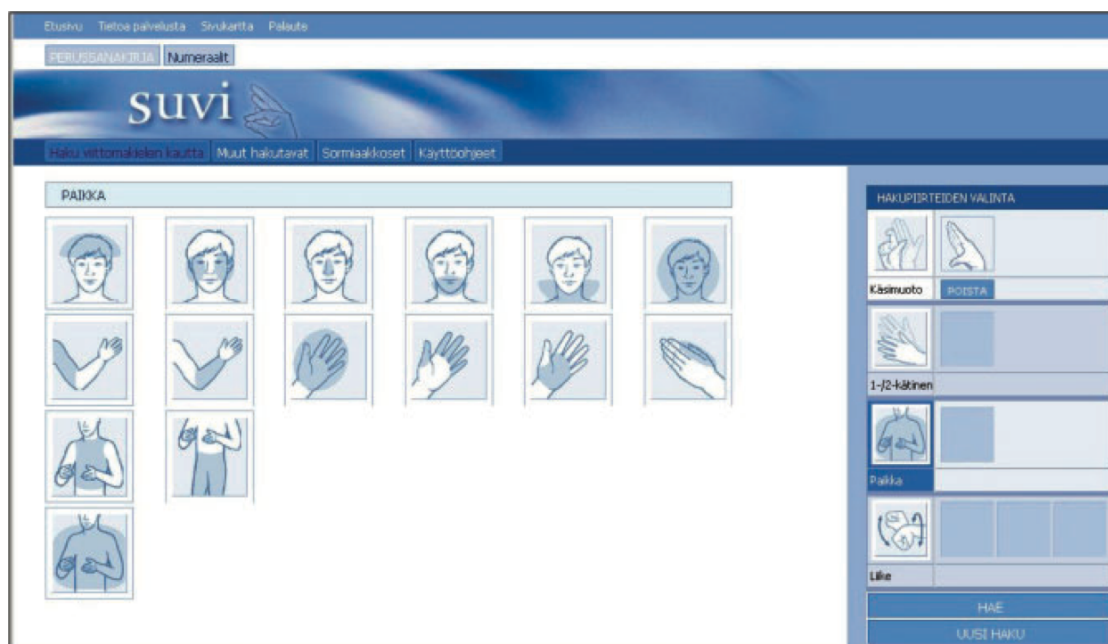 Etusivu Tietoa palvelusta Sivukartta Palaute
PERUSSANAKIRJA Numeraalit
suvi
Haku viittomakielen kautta Muut hakutavat Sormiaakkoset Käyttöohjeet
PAIKKA
HAKUPIIRTEIDEN VALINTA
Käsimuoto POISTA
1-/2-kätinen
Paikka
Liike
HAE
UUSI HAKU